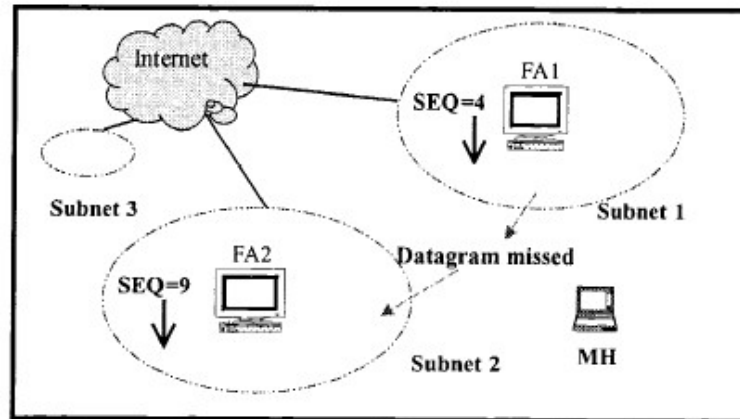 Internet
FA1
SEQ=4
Subnet 3
Subnet 1
FA2
Datagram missed
SEQ=9
Subnet 2
MH